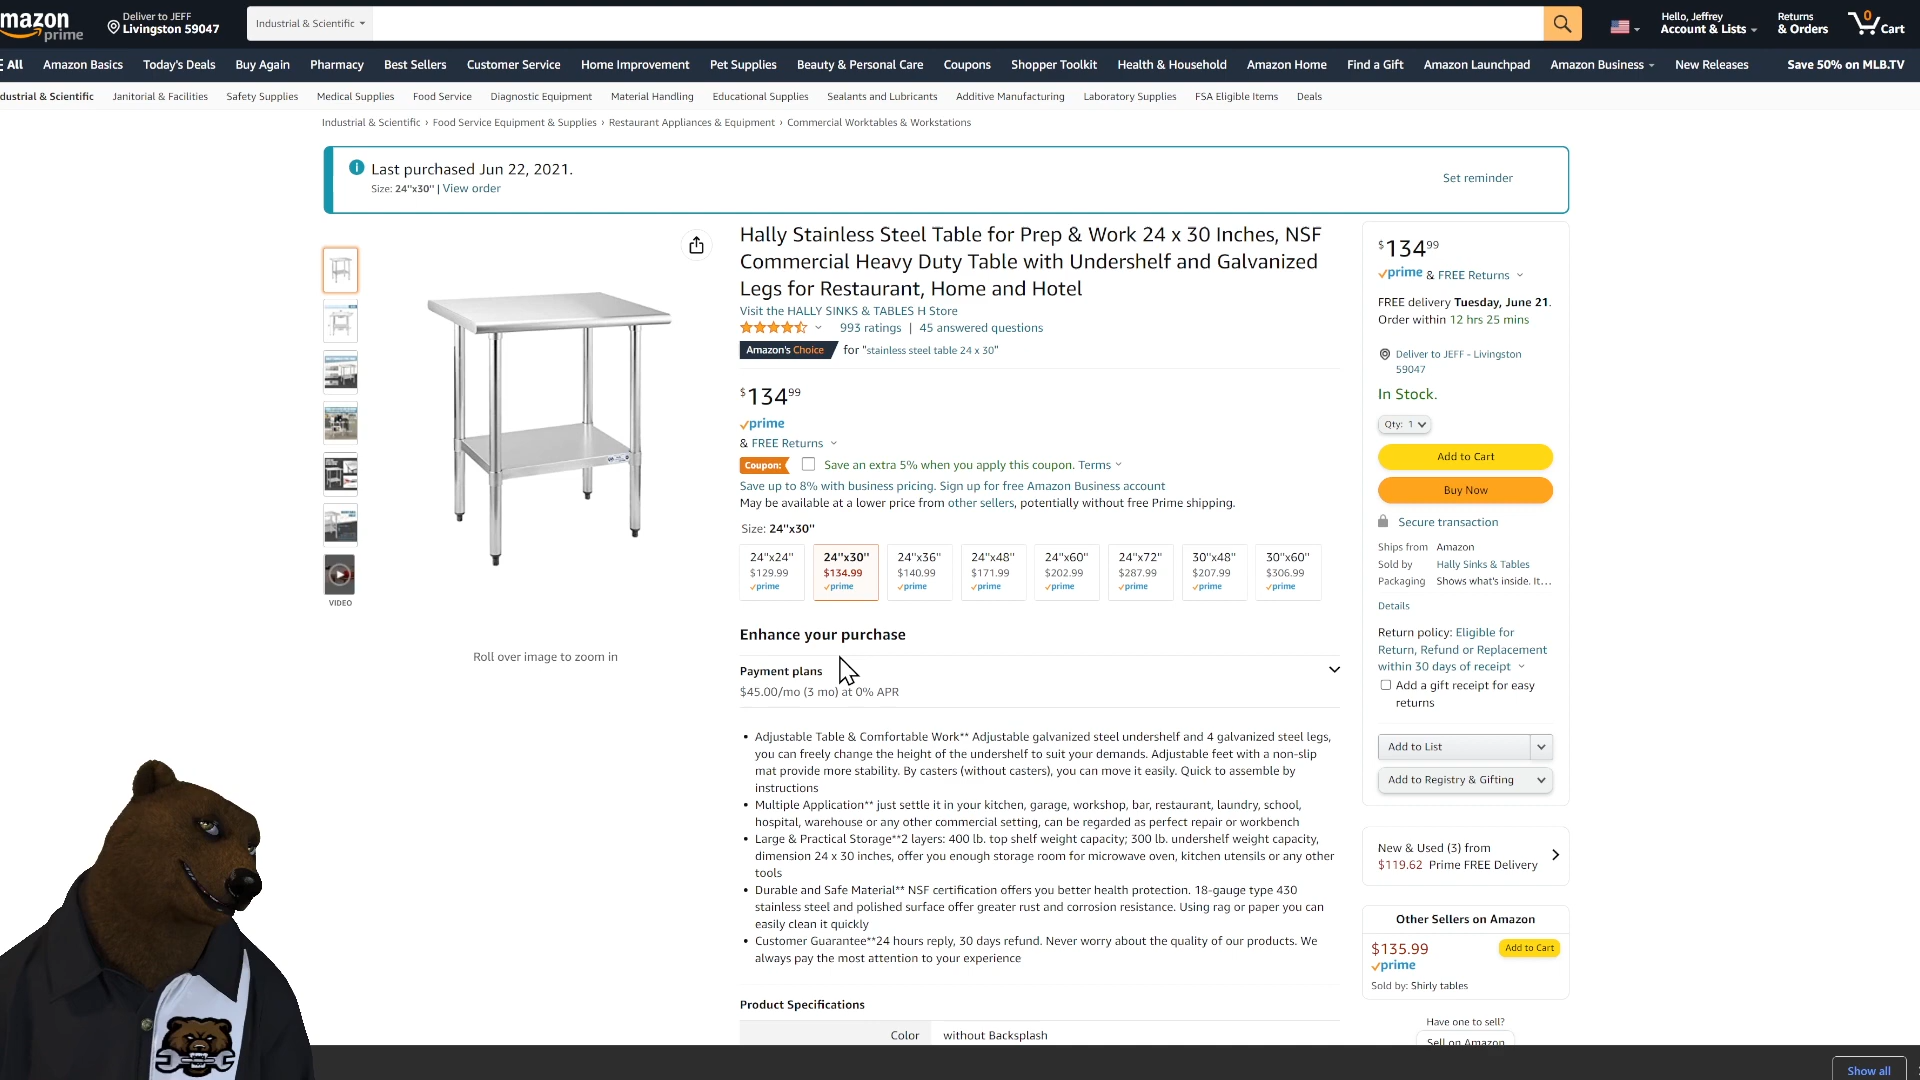 mazon
prime
Deliver to JEFF
Livingston 59047
Industrial & Scientific
Hello, Jeffrey
Account & Lists
Returns
& Orders
0
Cart
All
Amazon Basics
Today's Deals
Buy Again
Pharmacy
Best Sellers
Customer Service
Home Improvement
Pet Supplies
Beauty & Personal Care
Coupons
Shopper Toolkit
Health & Household
Amazon Home
Find a Gift
Amazon Launchpad
Amazon Business
New Releases
Save 50% on MLB.TV
dustrial & Scientific
Janitorial & Facilities
Safety Supplies
Medical Supplies
Food Service
Diagnostic Equipment
Material Handling
Educational Supplies
Sealants and Lubricants
Additive Manufacturing
Laboratory Supplies
FSA Eligible Items
Deals
Industrial & Scientific › Food Service Equipment & Supplies › Restaurant Appliances & Equipment › Commercial Worktables & Workstations
Last purchased Jun 22, 2021.
Size: 24"x30" | View order
Set reminder
VIDEO
Roll over image to zoom in
Hally Stainless Steel Table for Prep & Work 24 x 30 Inches, NSF
Commercial Heavy Duty Table with Undershelf and Galvanized
Legs for Restaurant, Home and Hotel
Visit the HALLY SINKS & TABLES H Store
993 ratings | 45 answered questions
Amazon's Choice for "stainless steel table 24 x 30"
$134 99
prime
& FREE Returns
Coupon: Save an extra 5% when you apply this coupon. Terms
Save up to 8% with business pricing. Sign up for free Amazon Business account
May be available at a lower price from other sellers, potentially without free Prime shipping.
Size: 24"x30"
24"x24"
$129.99
prime
24"x30"
$134.99
prime
24"x36"
$140.99
prime
24"x48"
$171.99
prime
24"x60"
$202.99
prime
24"x72"
$287.99
prime
30"x48"
$207.99
prime
30"x60"
$306.99
prime
Enhance your purchase
Payment plans
$45.00/mo (3 mo) at 0% APR
• Adjustable Table & Comfortable Work** Adjustable galvanized steel undershelf and 4 galvanized steel legs,
you can freely change the height of the undershelf to suit your demands. Adjustable feet with a non-slip
mat provide more stability. By casters (without casters), you can move it easily. Quick to assemble by
instructions
• Multiple Application** just settle it in your kitchen, garage, workshop, bar, restaurant, laundry, school,
hospital, warehouse or any other commercial setting, can be regarded as perfect repair or workbench
• Large & Practical Storage**2 layers: 400 lb. top shelf weight capacity; 300 lb. undershelf weight capacity,
dimension 24 x 30 inches, offer you enough storage room for microwave oven, kitchen utensils or any other
tools
• Durable and Safe Material** NSF certification offers you better health protection. 18-gauge type 430
stainless steel and polished surface offer greater rust and corrosion resistance. Using rag or paper you can
easily clean it quickly
• Customer Guarantee**24 hours reply, 30 days refund. Never worry about the quality of our products. We
always pay the most attention to your experience
Product Specifications
Color without Backsplash
$134 99
prime & FREE Returns
FREE delivery Tuesday, June 21.
Order within 12 hrs 25 mins
Deliver to JEFF - Livingston
59047
In Stock.
Qty: 1
Add to Cart
Buy Now
Secure transaction
Ships from Amazon
Sold by Hally Sinks & Tables
Packaging Shows what's inside. It...
Details
Return policy: Eligible for
Return, Refund or Replacement
within 30 days of receipt
Add a gift receipt for easy
returns
Add to List
Add to Registry & Gifting
New & Used (3) from
$119.62 Prime FREE Delivery
Other Sellers on Amazon
$135.99
Add to Cart
prime
Sold by: Shirly tables
Have one to sell?
Sell on Amazon
Show all